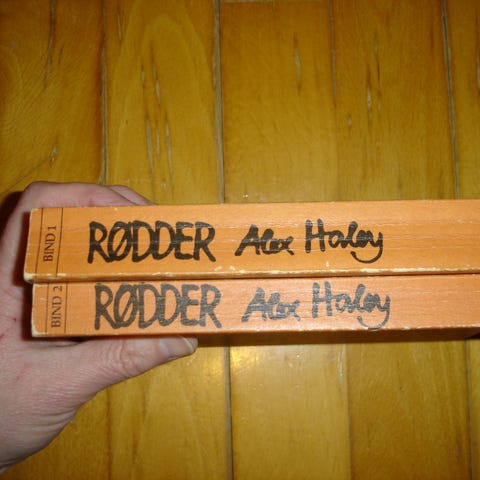 BIND 1 RØDDER Alex Haley
BIND 2 RØDDER Alex Haley